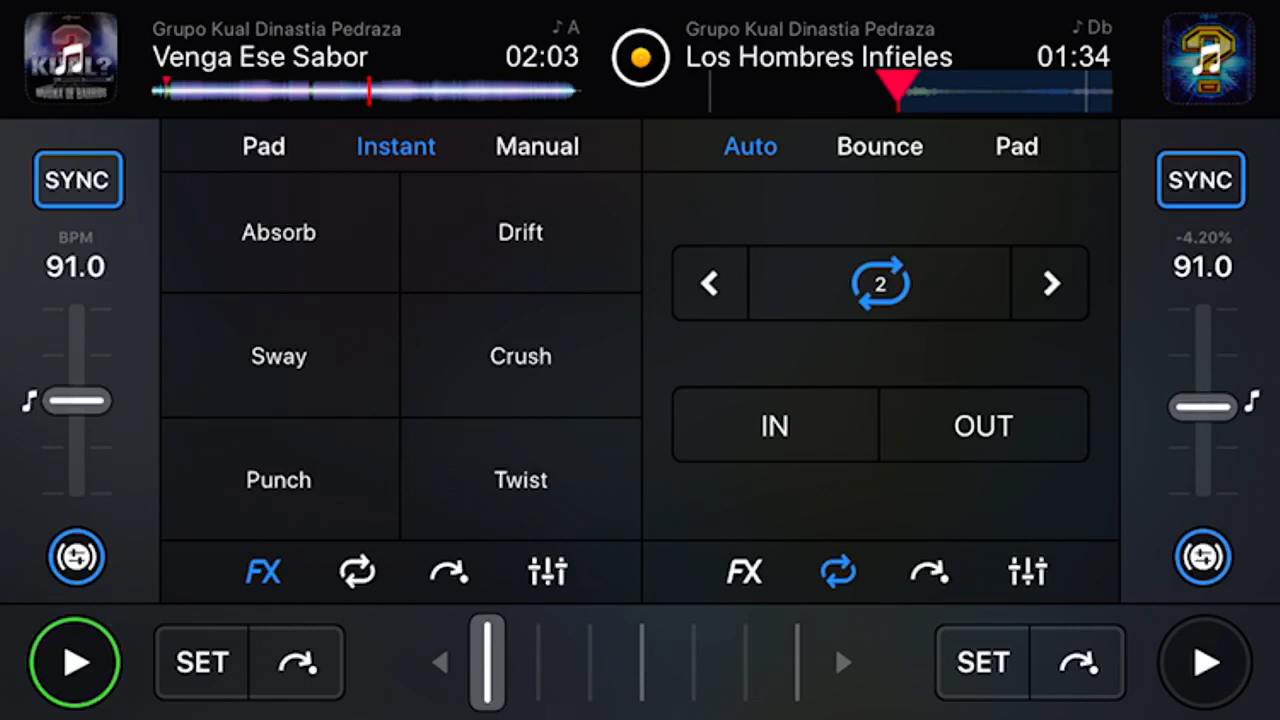 Grupo Kual Dinastia Pedraza
A
Venga Ese Sabor
02:03
Grupo Kual Dinastia Pedraza
Db
Los Hombres Infieles
01:34
KUAL?
Pad
Instant
Manual
Auto
Bounce
Pad
SYNC
BPM
91.0
Absorb
Drift
Sway
Crush
Punch
Twist
FX
2
IN
OUT
FX
SYNC
-4.20%
91.0
SET
SET